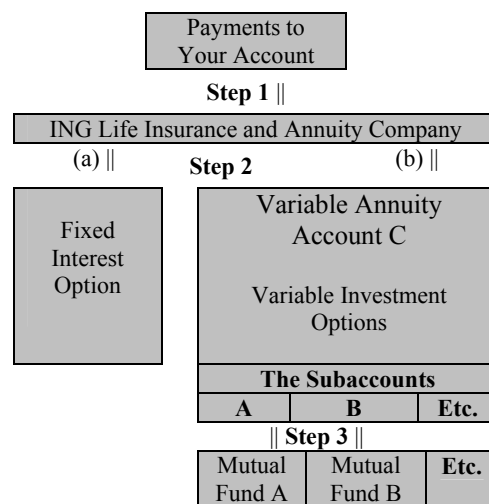 Payments to
Your Account
Step 1 ||
ING Life Insurance and Annuity Company
(a) || Step 2 (b) ||
Fixed
Interest
Option
Variable Annuity
Account C
Variable Investment
Options
The Subaccounts
A B Etc.
|| Step 3 ||
Mutual
Fund A
Mutual
Fund B
Etc.